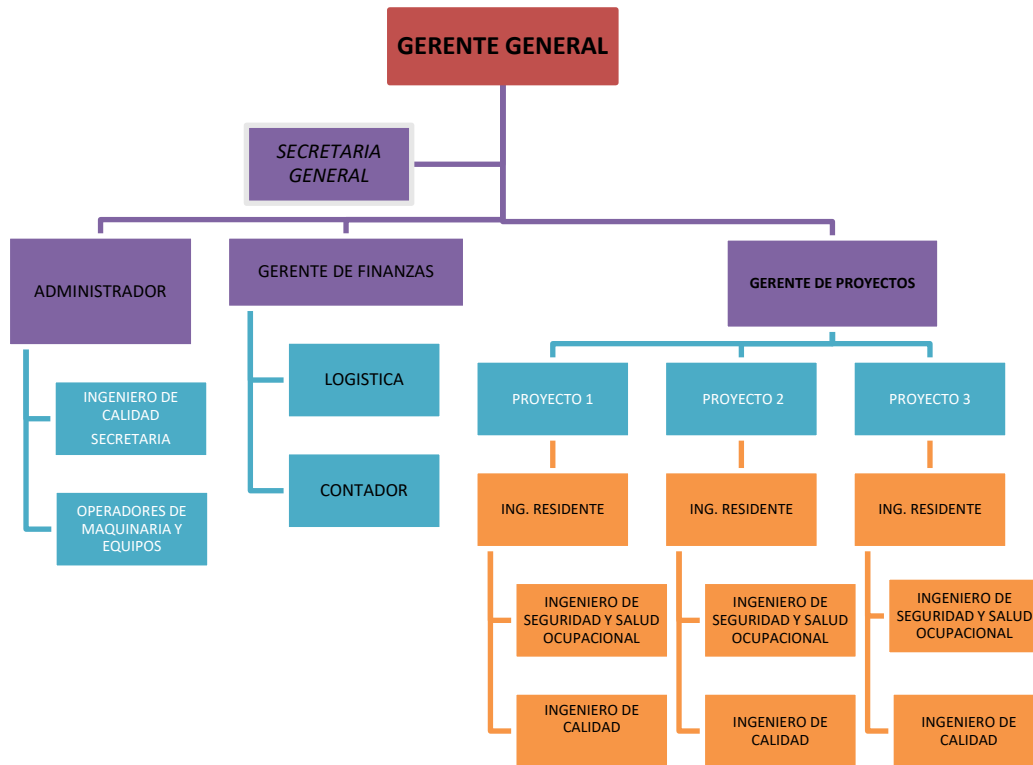 GERENTE GENERAL
SECRETARIA
GENERAL
ADMINISTRADOR
GERENTE DE FINANZAS
GERENTE DE PROYECTOS
INGENIERO DE
CALIDAD
SECRETARIA
OPERADORES DE
MAQUINARIA Y
EQUIPOS
LOGISTICA
CONTADOR
PROYECTO 1
PROYECTO 2
PROYECTO 3
ING. RESIDENTE
ING. RESIDENTE
ING. RESIDENTE
INGENIERO DE
SEGURIDAD Y SALUD
OCUPACIONAL
INGENIERO DE
SEGURIDAD Y SALUD
OCUPACIONAL
INGENIERO DE
SEGURIDAD Y SALUD
OCUPACIONAL
INGENIERO DE
CALIDAD
INGENIERO DE
CALIDAD
INGENIERO DE
CALIDAD